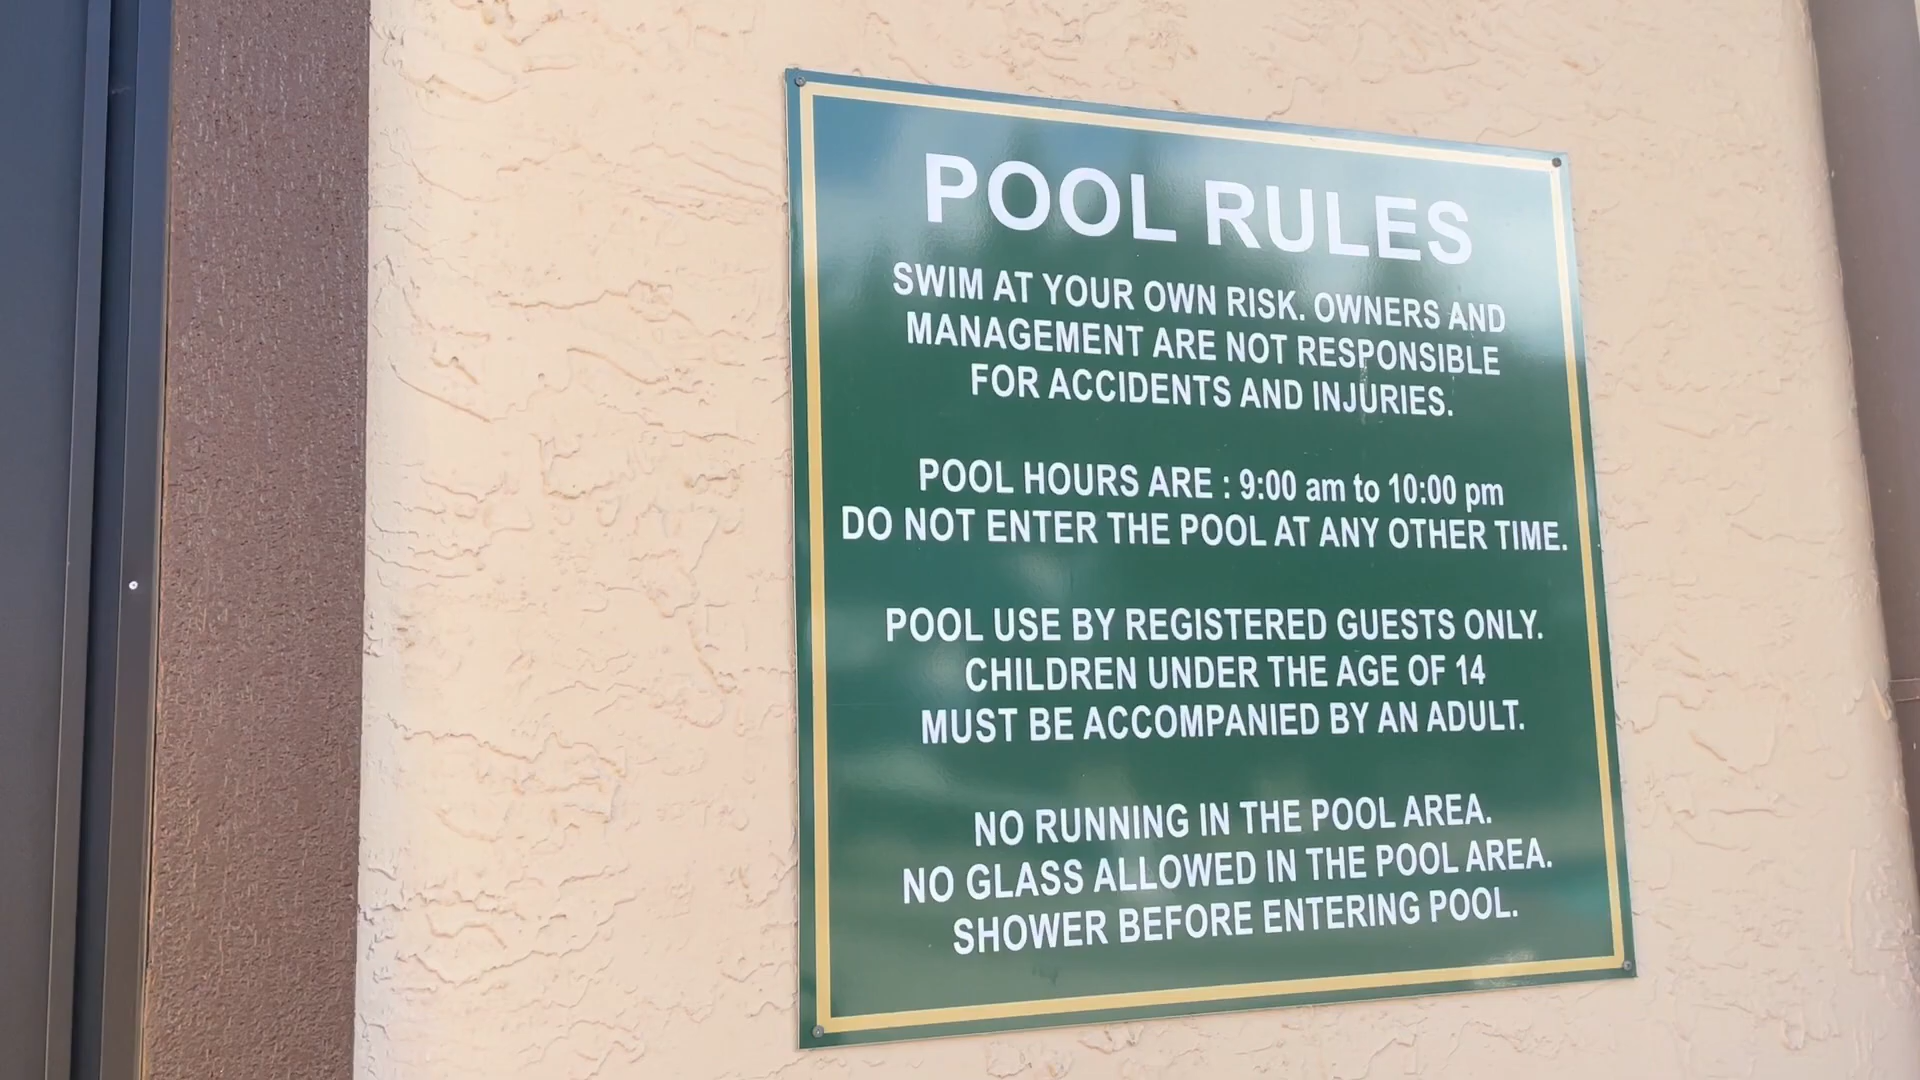 POOL RULES
SWIM AT YOUR OWN RISK. OWNERS AND
MANAGEMENT ARE NOT RESPONSIBLE
FOR ACCIDENTS AND INJURIES.
POOL HOURS ARE : 9:00 am to 10:00 pm
DO NOT ENTER THE POOL AT ANY OTHER TIME.
POOL USE BY REGISTERED GUESTS ONLY.
CHILDREN UNDER THE AGE OF 14
MUST BE ACCOMPANIED BY AN ADULT.
NO RUNNING IN THE POOL AREA.
NO GLASS ALLOWED IN THE POOL AREA.
SHOWER BEFORE ENTERING POOL.